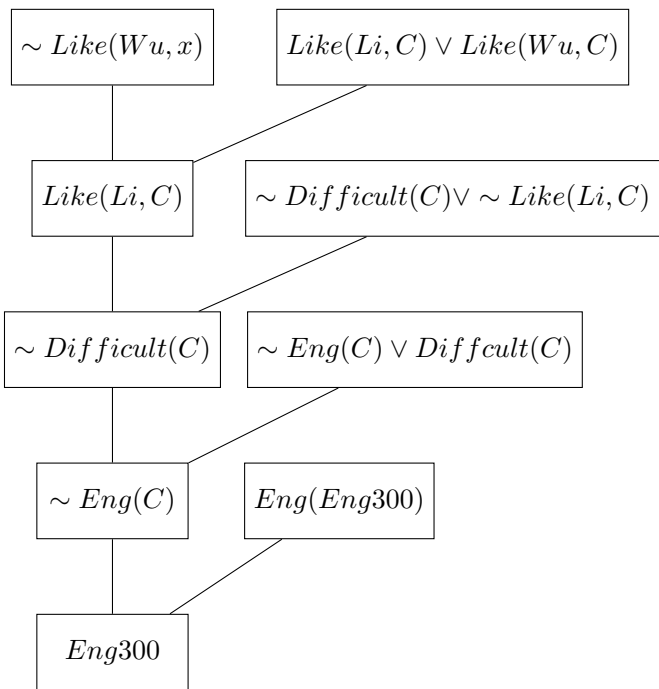 ∼ Like(Wu, x)
Like(Li, C) ∨ Like(Wu, C)
Like(Li, C)
∼ Difficult(C)∨ ∼ Like(Li, C)
∼ Difficult(C)
∼ Eng(C) ∨ Diffcult(C)
∼ Eng(C)
Eng(Eng300)
Eng300